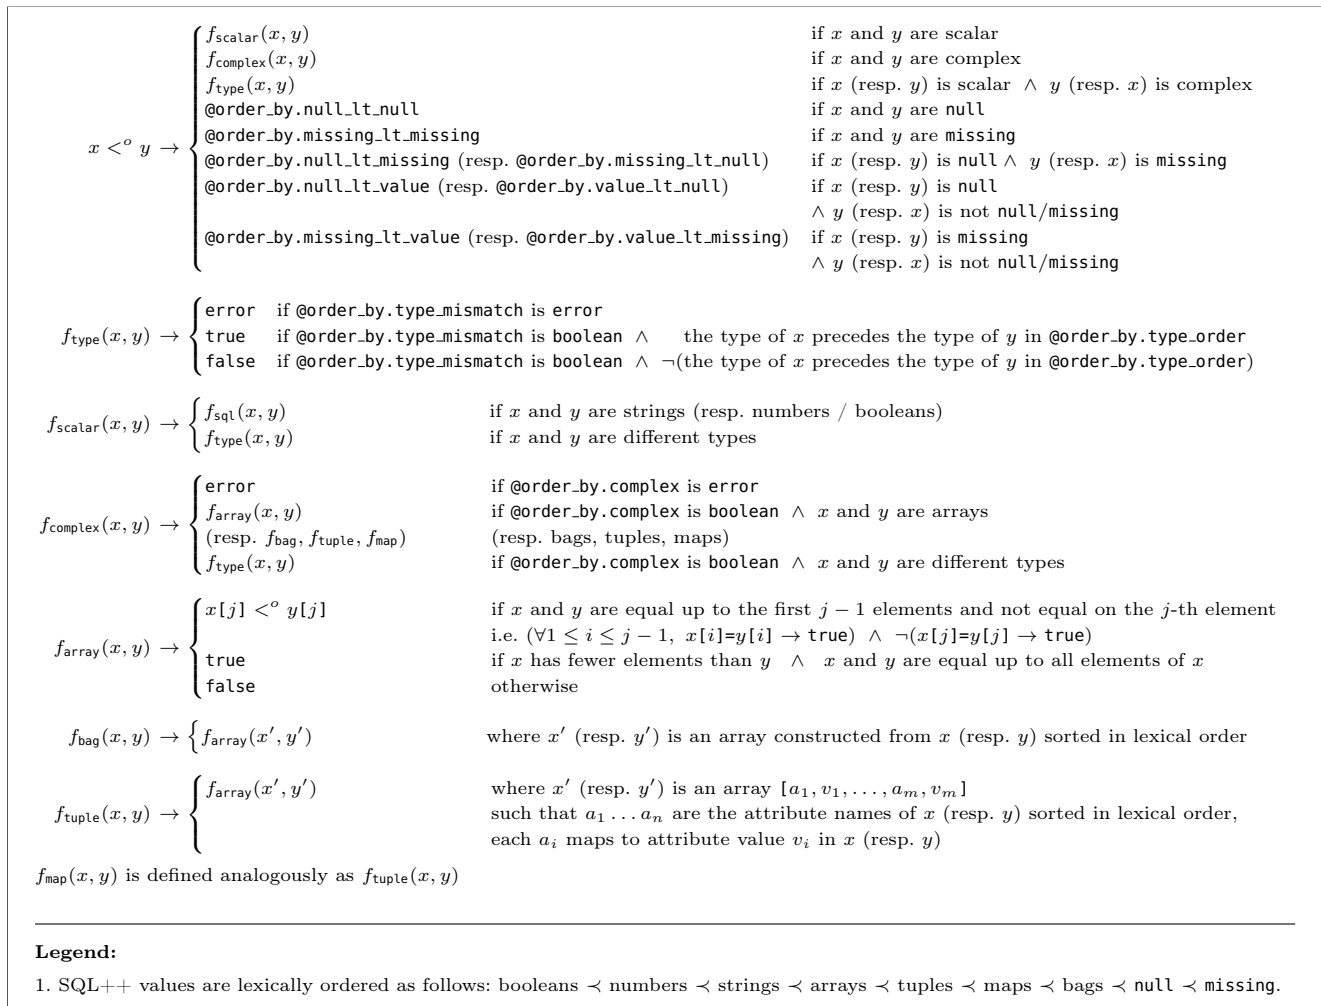 f_scalar(x, y) if x and y are scalar
f_complex(x, y) if x and y are complex
f_type(x, y) if x (resp. y) is scalar ∧ y (resp. x) is complex
@order_by.null_lt_null if x and y are null
@order_by.missing_lt_missing if x and y are missing
x <^o y → { @order_by.null_lt_missing (resp. @order_by.missing_lt_null) if x (resp. y) is null ∧ y (resp. x) is missing
@order_by.null_lt_value (resp. @order_by.value_lt_null) if x (resp. y) is null
∧ y (resp. x) is not null/missing
@order_by.missing_lt_value (resp. @order_by.value_lt_missing) if x (resp. y) is missing
∧ y (resp. x) is not null/missing
error if @order_by.type_mismatch is error
f_type(x, y) → { true if @order_by.type_mismatch is boolean ∧ the type of x precedes the type of y in @order_by.type_order
false if @order_by.type_mismatch is boolean ∧ ¬(the type of x precedes the type of y in @order_by.type_order)
f_scalar(x, y) → { f_sql(x, y) if x and y are strings (resp. numbers / booleans)
f_type(x, y) if x and y are different types
error if @order_by.complex is error
f_complex(x, y) → { f_array(x, y) if @order_by.complex is boolean ∧ x and y are arrays
(resp. f_bag, f_tuple, f_map) (resp. bags, tuples, maps)
f_type(x, y) if @order_by.complex is boolean ∧ x and y are different types
x[j] <^o y[j] if x and y are equal up to the first j − 1 elements and not equal on the j-th element
i.e. (∀1 ≤ i ≤ j − 1, x[i]=y[i] → true) ∧ ¬(x[j]=y[j] → true)
f_array(x, y) → { true if x has fewer elements than y ∧ x and y are equal up to all elements of x
false otherwise
f_bag(x, y) → { f_array(x′, y′) where x′ (resp. y′) is an array constructed from x (resp. y) sorted in lexical order
f_array(x′, y′) where x′ (resp. y′) is an array [a_1, v_1, . . . , a_m, v_m]
f_tuple(x, y) → { such that a_1 . . . a_n are the attribute names of x (resp. y) sorted in lexical order,
each a_i maps to attribute value v_i in x (resp. y)
f_map(x, y) is defined analogously as f_tuple(x, y)
Legend:
1. SQL++ values are lexically ordered as follows: booleans ≺ numbers ≺ strings ≺ arrays ≺ tuples ≺ maps ≺ bags ≺ null ≺ missing.